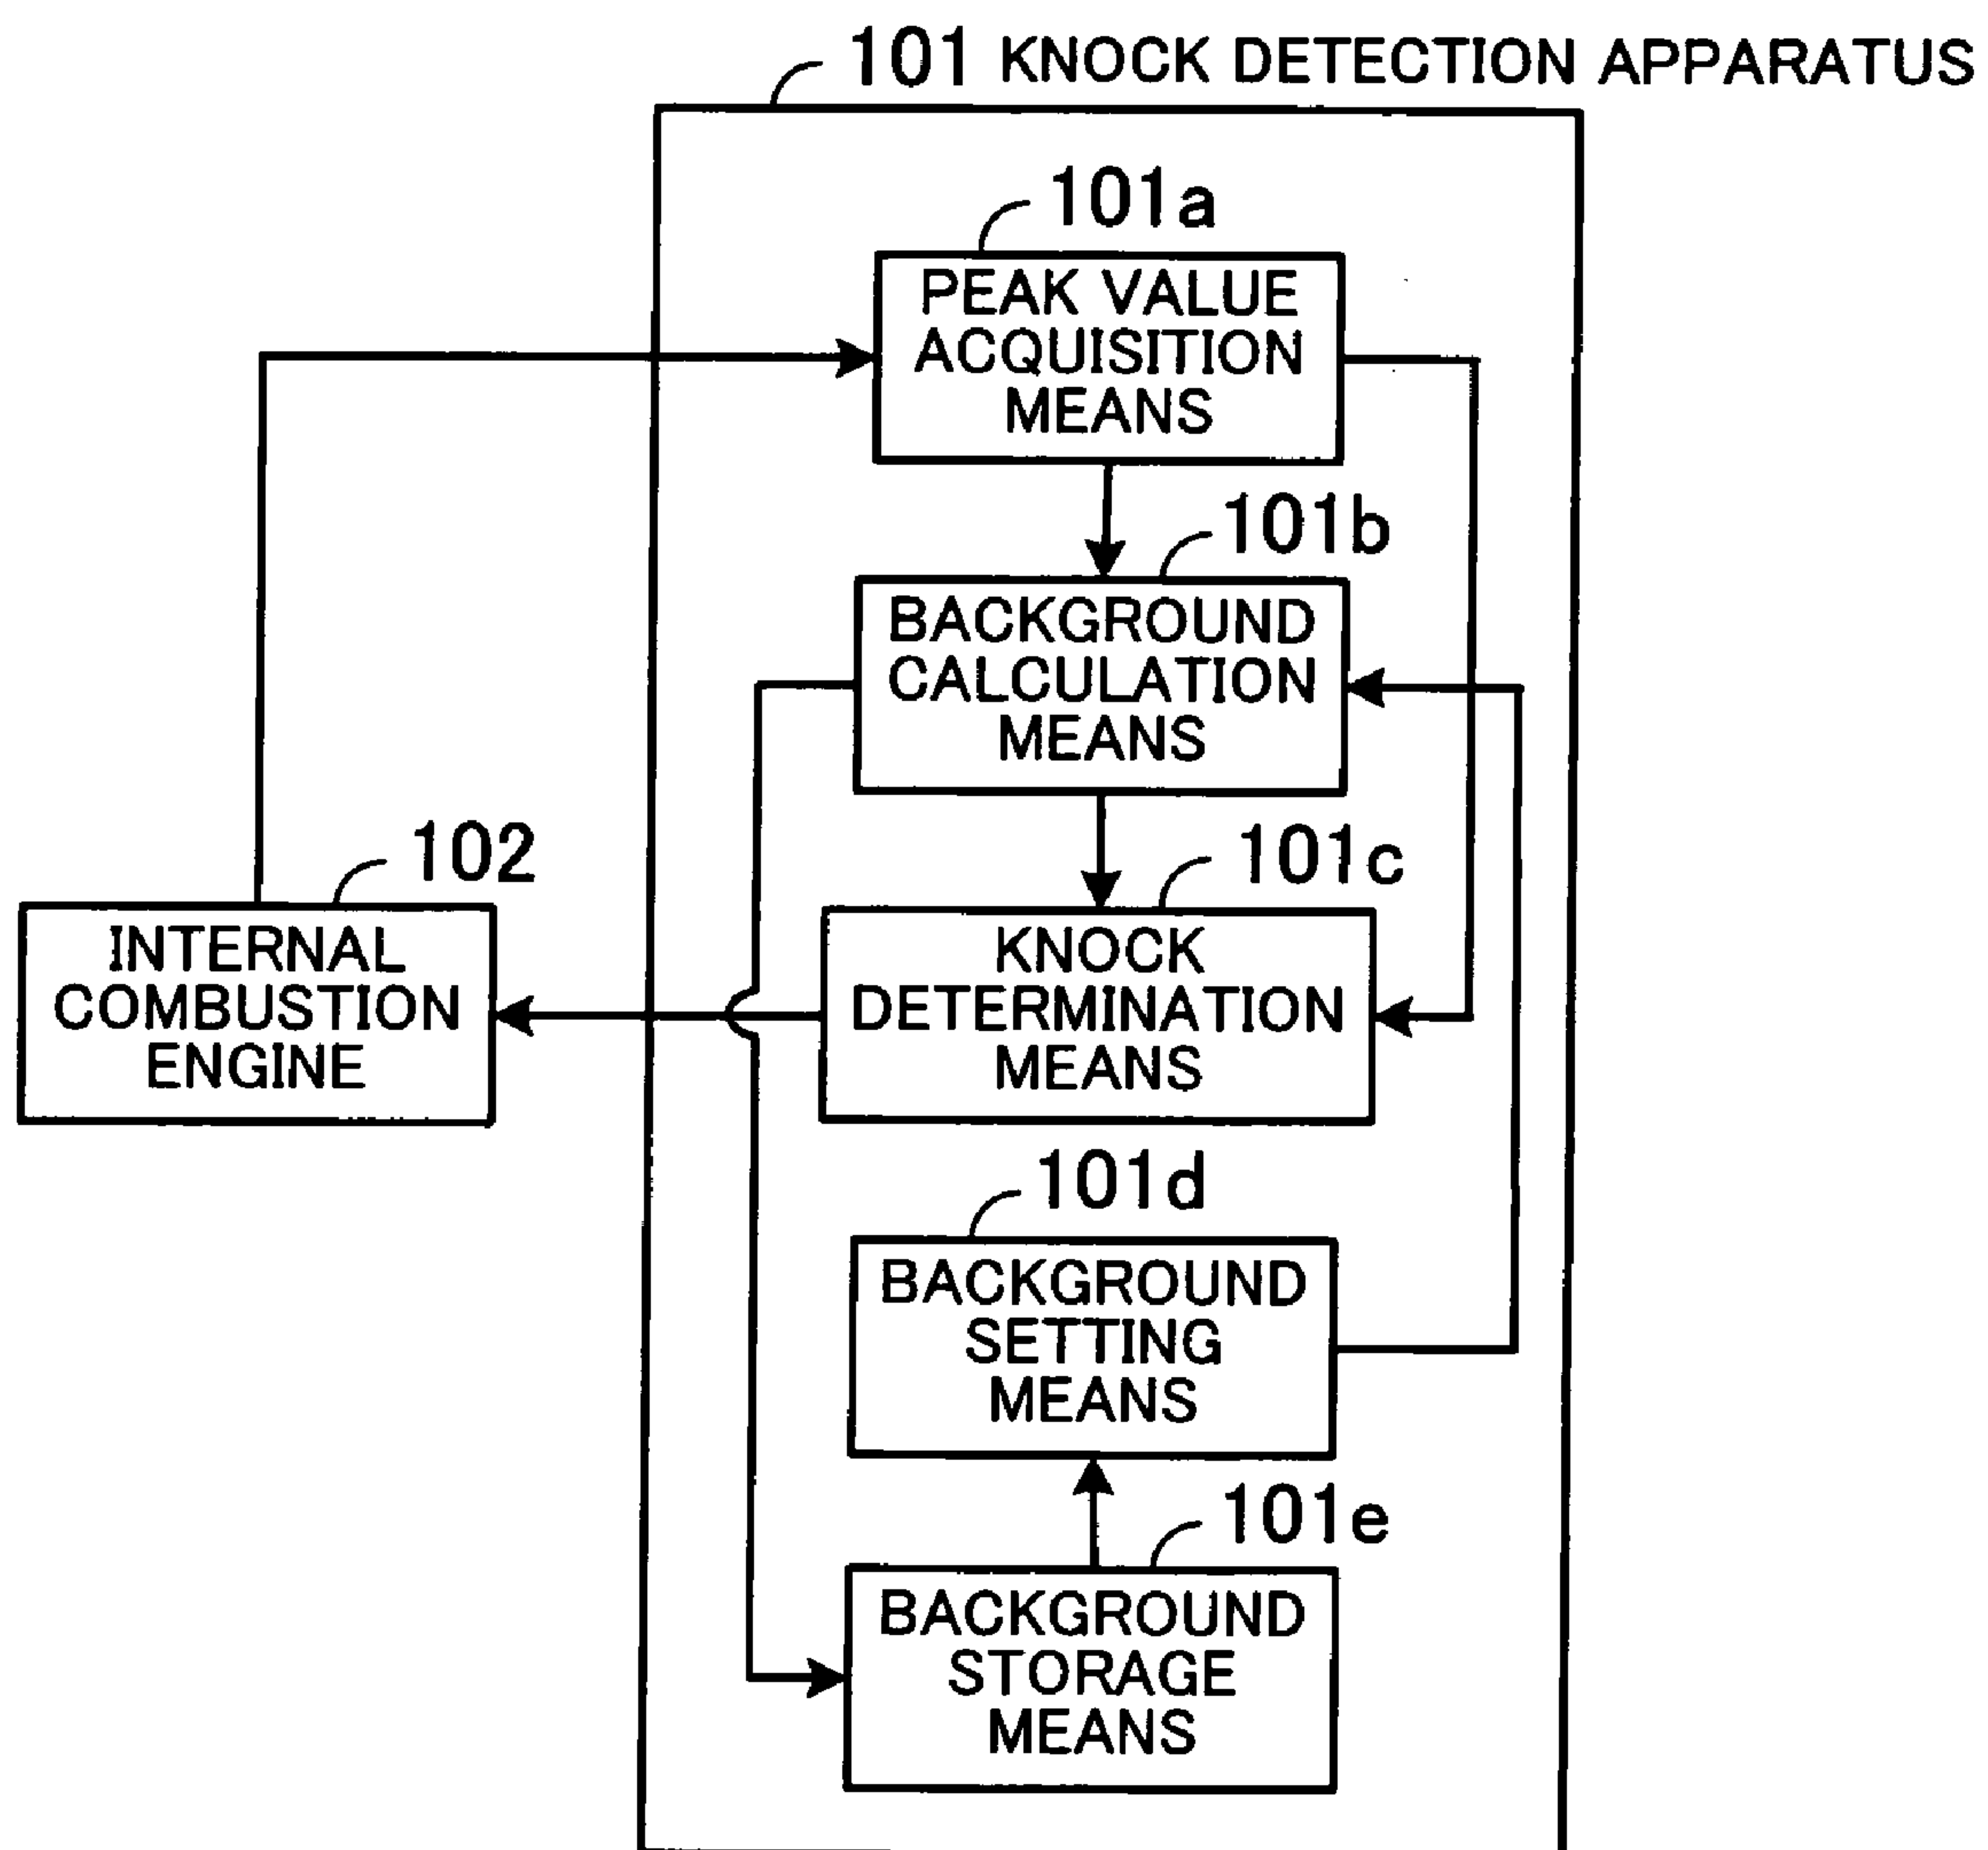 101 KNOCK DETECTION APPARATUS
101a
PEAK VALUE
ACQUISITION
MEANS
101b
BACKGROUND
CALCULATION
MEANS
102
INTERNAL
COMBUSTION
ENGINE
101c
KNOCK
DETERMINATION
MEANS
101d
BACKGROUND
SETTING
MEANS
101e
BACKGROUND
STORAGE
MEANS